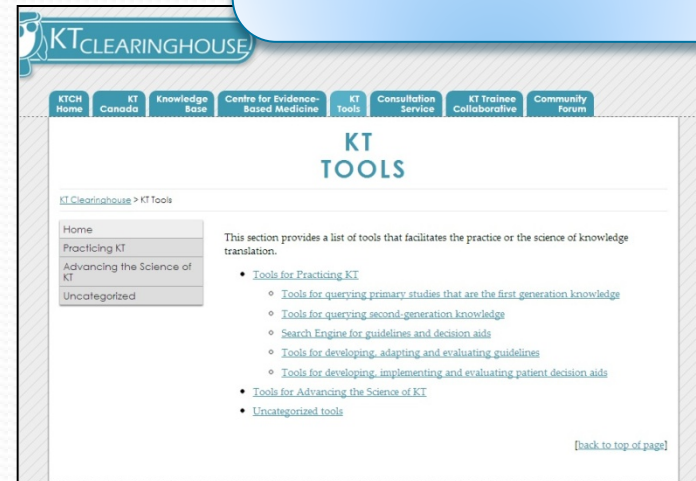 KTCLEARINGHOUSE
KTCH Home
KT Canada
Knowledge Base
Centre for Evidence-Based Medicine
KT Tools
Consultation Service
KT Trainee Collaborative
Community Forum
KT
TOOLS
KT Clearinghouse > KT Tools
Home
Practicing KT
Advancing the Science of
KT
Uncategorized
This section provides a list of tools that facilitates the practice or the science of knowledge
translation.
Tools for Practicing KT
Tools for querying primary studies that are the first generation knowledge
Tools for querying second-generation knowledge
Search Engine for guidelines and decision aids
Tools for developing, adapting and evaluating guidelines
Tools for developing, implementing and evaluating patient decision aids
Tools for Advancing the Science of KT
Uncategorized tools
[back to top of page]